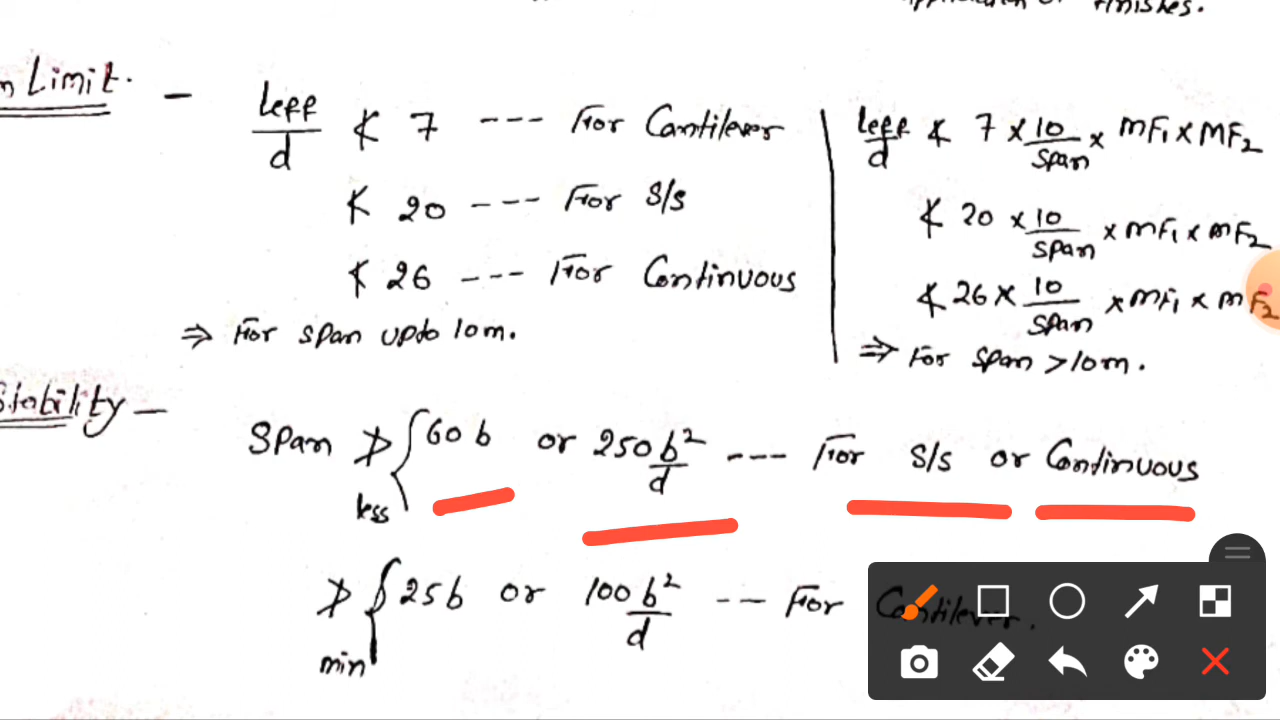 finishes.
n Limit. - leff/d ≮ 7 --- For Cantilever
≮ 20 --- For S/s
≮ 26 --- For Continuous
⇒ For span upto 10m.
leff/d ≮ 7 × 10/span × MF1 × MF2
≮ 20 × 10/span × MF1 × MF2
≮ 26 × 10/span × MF1 × MF2
⇒ For span > 10m.
Stability - Span ≯ { 60 b or 250 b²/d --- For S/s or Continuous
less
≯ { 25b or 100 b²/d -- For Cantilever.
min